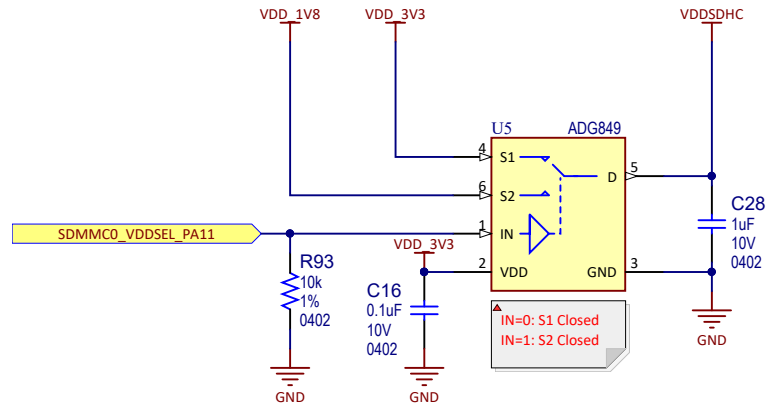 VDD_1V8
VDD_3V3
VDDSDHC
U5
ADG849
4
S1
5
D
6
S2
C28
1uF
10V
0402
SDMMC0_VDDSEL_PA11
1
IN
VDD_3V3
R93
10k
1%
0402
2
VDD
GND
3
C16
0.1uF
10V
0402
IN=0: S1 Closed
IN=1: S2 Closed
GND
GND
GND